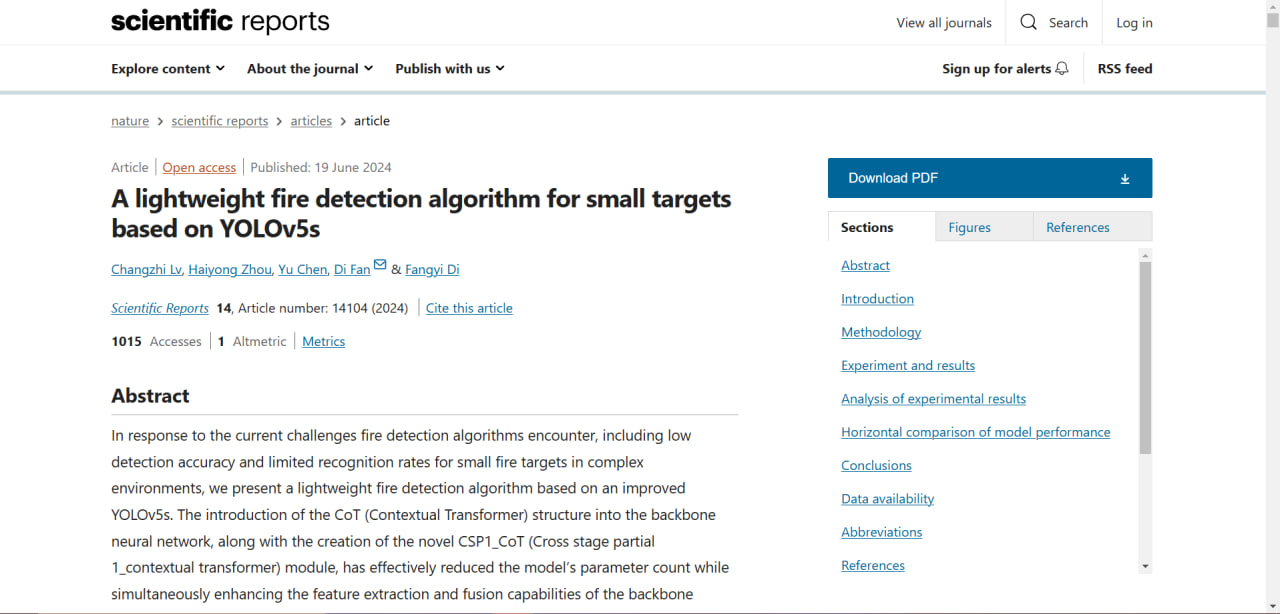 scientific reports
View all journals
Search
Log in
Explore content
About the journal
Publish with us
Sign up for alerts
RSS feed
nature > scientific reports > articles > article
Article | Open access | Published: 19 June 2024
A lightweight fire detection algorithm for small targets
based on YOLOv5s
Changzhi Lv, Haiyong Zhou, Yu Chen, Di Fan & Fangyi Di
Scientific Reports 14, Article number: 14104 (2024) | Cite this article
1015 Accesses | 1 Altmetric | Metrics
Abstract
In response to the current challenges fire detection algorithms encounter, including low
detection accuracy and limited recognition rates for small fire targets in complex
environments, we present a lightweight fire detection algorithm based on an improved
YOLOv5s. The introduction of the CoT (Contextual Transformer) structure into the backbone
neural network, along with the creation of the novel CSP1_CoT (Cross stage partial
1_contextual transformer) module, has effectively reduced the model’s parameter count while
simultaneously enhancing the feature extraction and fusion capabilities of the backbone
Download PDF
Sections
Figures
References
Abstract
Introduction
Methodology
Experiment and results
Analysis of experimental results
Horizontal comparison of model performance
Conclusions
Data availability
Abbreviations
References